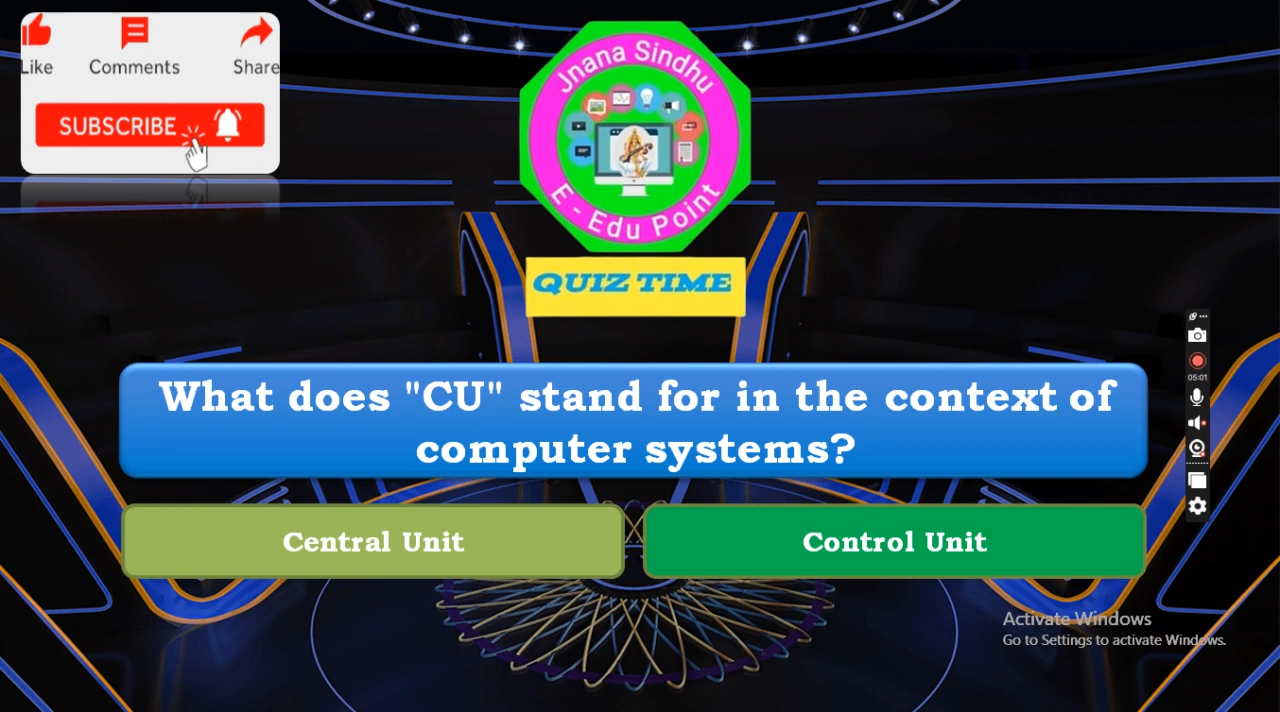 Like Comments Share
SUBSCRIBE
Jnana Sindhu
E - Edu Point
QUIZ TIME
What does "CU" stand for in the context of
computer systems?
Central Unit
Control Unit
05:01
Activate Windows
Go to Settings to activate Windows.